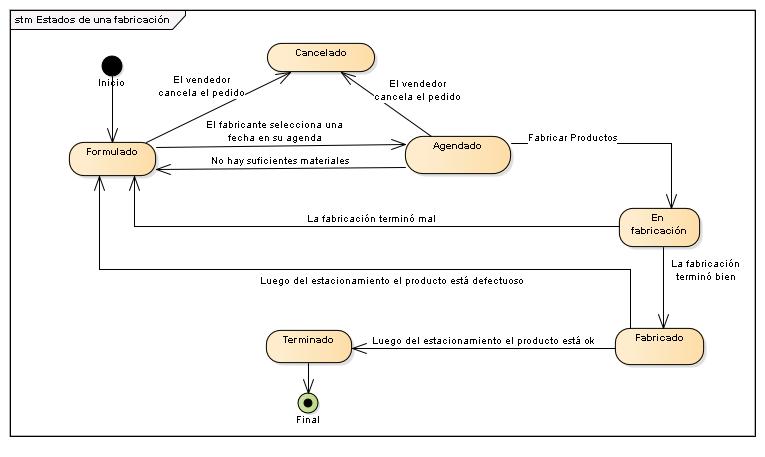 stm Estados de una fabricación
Inicio
Cancelado
El vendedor
cancela el pedido
El vendedor
cancela el pedido
El fabricante selecciona una
fecha en su agenda
Fabricar Productos
Formulado
Agendado
No hay suficientes materiales
En
fabricación
La fabricación terminó mal
La fabricación
terminó bien
Luego del estacionamiento el producto está defectuoso
Terminado
Luego del estacionamiento el producto está ok
Fabricado
Final